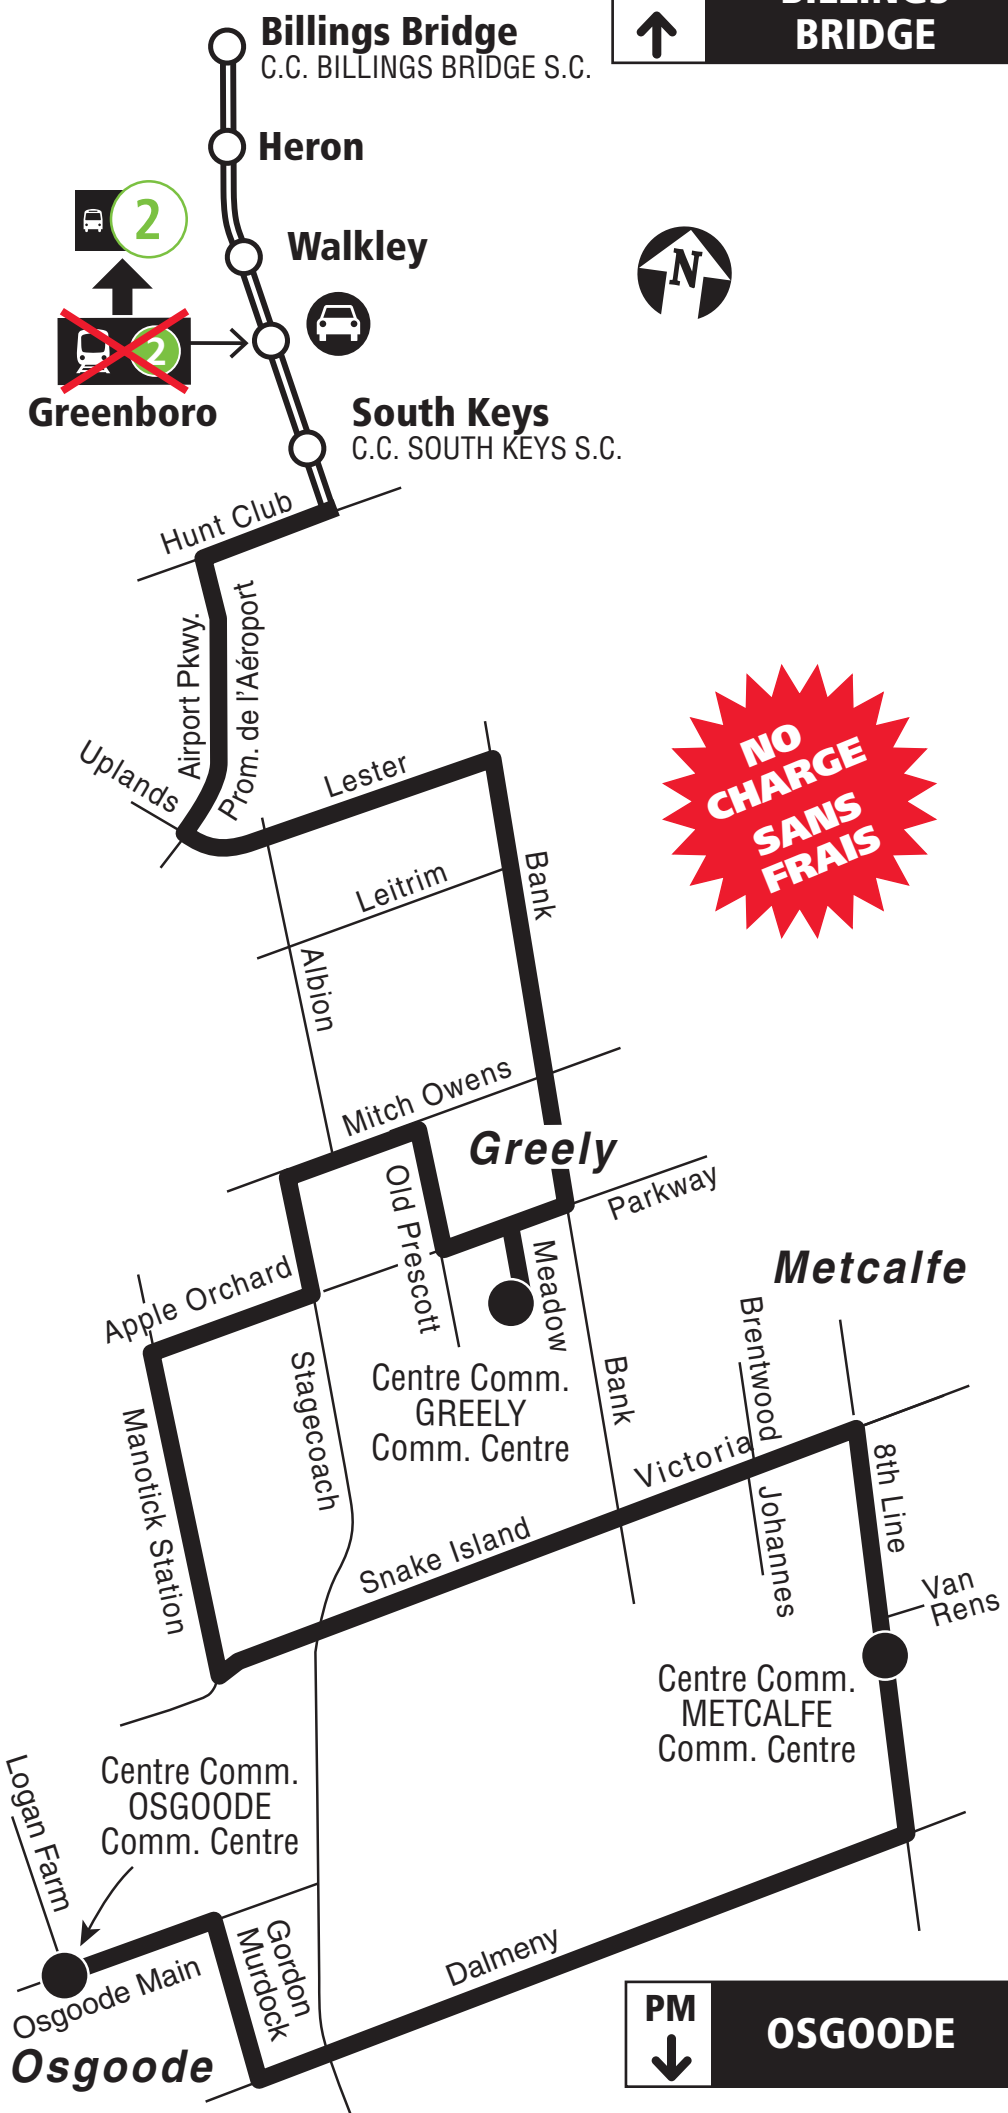 BILLINGS
BRIDGE
Billings Bridge
C.C. BILLINGS BRIDGE S.C.
Heron
2
Walkley
N
2
Greenboro
South Keys
C.C. SOUTH KEYS S.C.
Hunt Club
Airport Pkwy.
Prom. de l'Aéroport
Uplands
Lester
NO
CHARGE
SANS
FRAIS
Leitrim
Bank
Albion
Mitch Owens
Greely
Old Prescott
Parkway
Meadow
Apple Orchard
Metcalfe
Brentwood
Stagecoach
Centre Comm.
GREELY
Comm. Centre
Bank
Manotick Station
Victoria
8th Line
Johannes
Snake Island
Van
Rens
Centre Comm.
METCALFE
Comm. Centre
Logan Farm
Centre Comm.
OSGOODE
Comm. Centre
Gordon
Murdock
Osgoode Main
Dalmeny
Osgoode
PM
OSGOODE